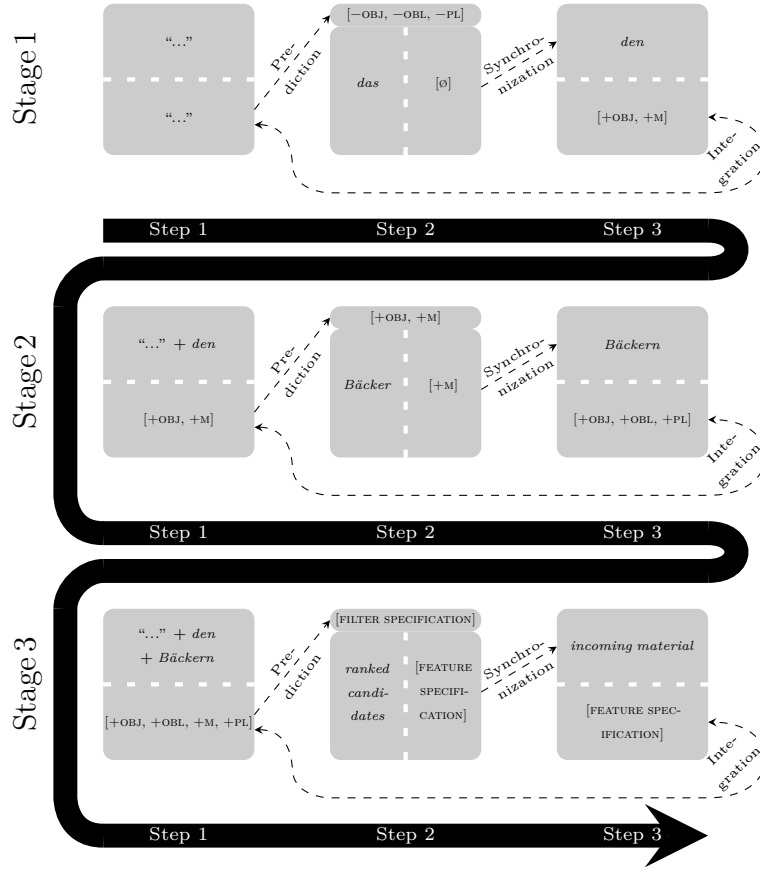 Stage 1
“...”
“...”
Pre-
diction
[−OBJ, −OBL, −PL]
das
[Ø]
Synchro-
nization
den
[+OBJ, +M]
Inte-
gration
Step 1
Step 2
Step 3
Stage 2
“...” + den
[+OBJ, +M]
Pre-
diction
[+OBJ, +M]
Bäcker
[+M]
Synchro-
nization
Bäckern
[+OBJ, +OBL, +PL]
Inte-
gration
Step 1
Step 2
Step 3
Stage 3
“...” + den
+ Bäckern
[+OBJ, +OBL, +M, +PL]
Pre-
diction
[FILTER SPECIFICATION]
ranked
candi-
dates
[FEATURE
SPECIFI-
CATION]
Synchro-
nization
incoming material
[FEATURE SPEC-
IFICATION]
Inte-
gration
Step 1
Step 2
Step 3